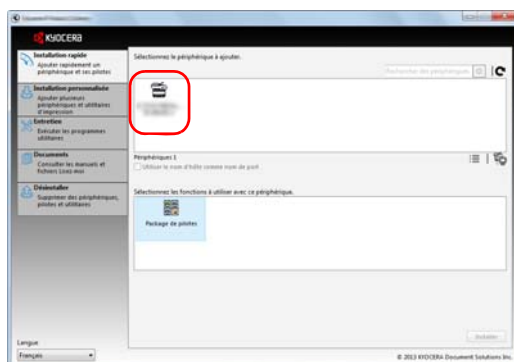 KYOCERA
Installation rapide
Ajouter rapidement un
périphérique et ses pilotes
Installation personnalisée
Ajouter plusieurs
périphériques et utilitaires
d'impression
Entretien
Exécuter les programmes
utilitaires
Documents
Consulter les manuels et
fichiers Lisez-moi
Désinstaller
Supprimer des périphériques,
pilotes et utilitaires
Langue
Français
Sélectionnez le périphérique à ajouter.
Rechercher des périphériques
Périphériques 1
Utiliser le nom d'hôte comme nom de port
Sélectionnez les fonctions à utiliser avec ce périphérique.
Package de pilotes
Installer
© 2013 KYOCERA Document Solutions Inc.